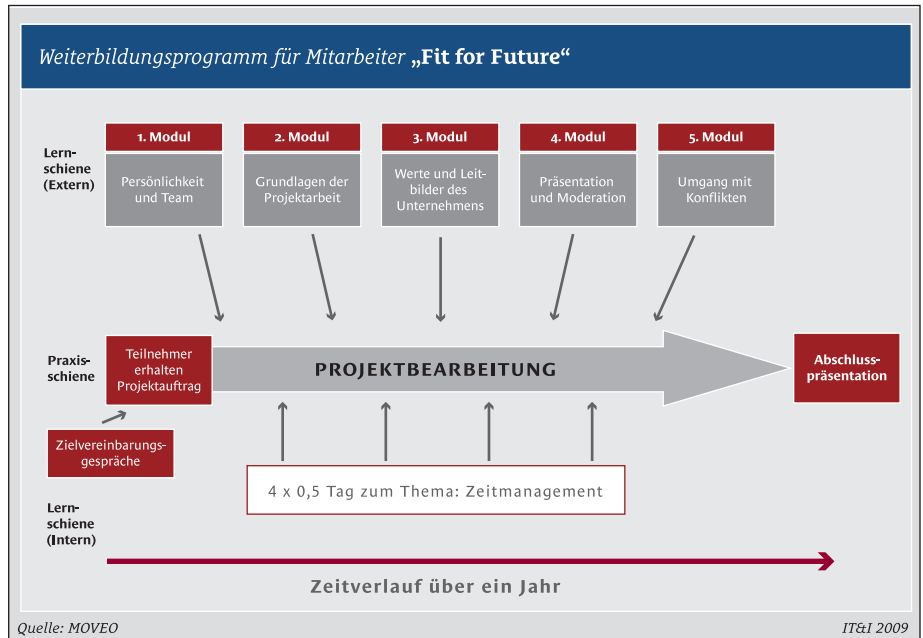 Weiterbildungsprogramm für Mitarbeiter „Fit for Future“
Lern-
schiene
(Extern)
1. Modul
Persönlichkeit
und Team
2. Modul
Grundlagen der
Projektarbeit
3. Modul
Werte und Leit-
bilder des
Unternehmens
4. Modul
Präsentation
und Moderation
5. Modul
Umgang mit
Konflikten
Praxis-
schiene
Teilnehmer
erhalten
Projektauftrag
PROJEKTBEARBEITUNG
Abschluss-
präsentation
Zielvereinbarungs-
gespräche
4 x 0,5 Tag zum Thema: Zeitmanagement
Lern-
schiene
(Intern)
Zeitverlauf über ein Jahr
Quelle: MOVEO
IT&I 2009